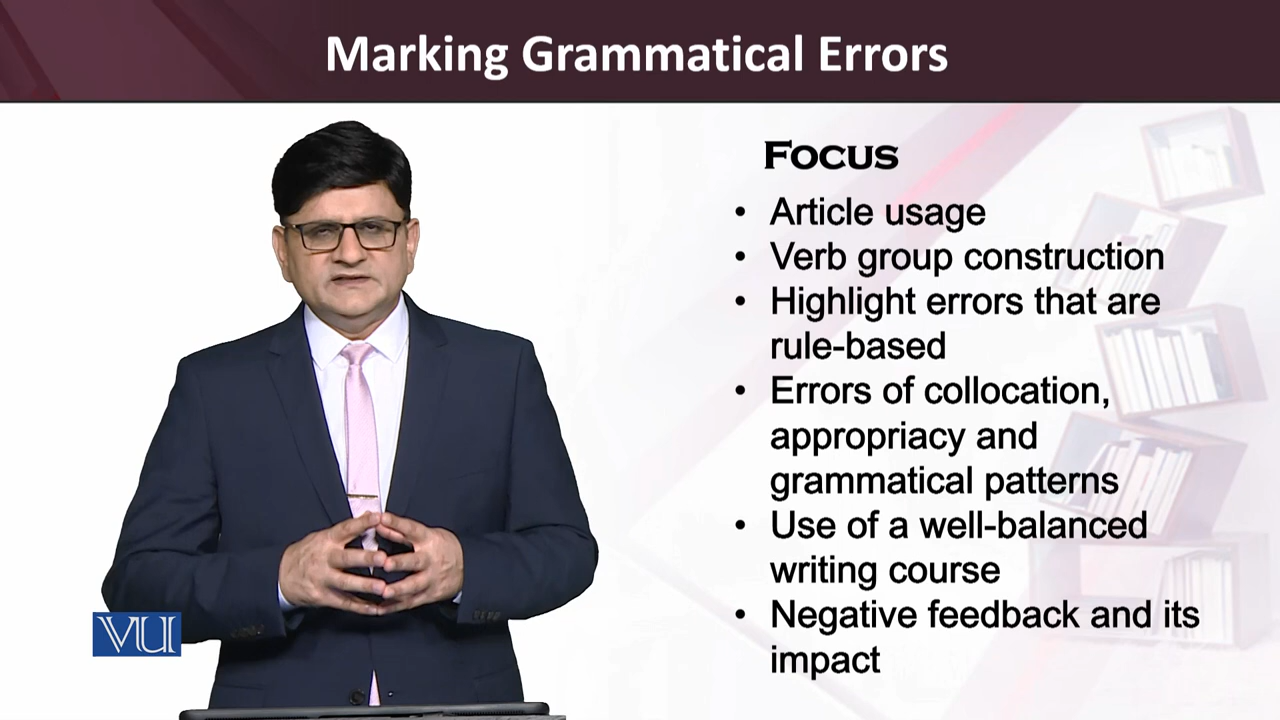 Marking Grammatical Errors
FOCUS
• Article usage
• Verb group construction
• Highlight errors that are
rule-based
• Errors of collocation,
appropriacy and
grammatical patterns
• Use of a well-balanced
writing course
• Negative feedback and its
impact
VU